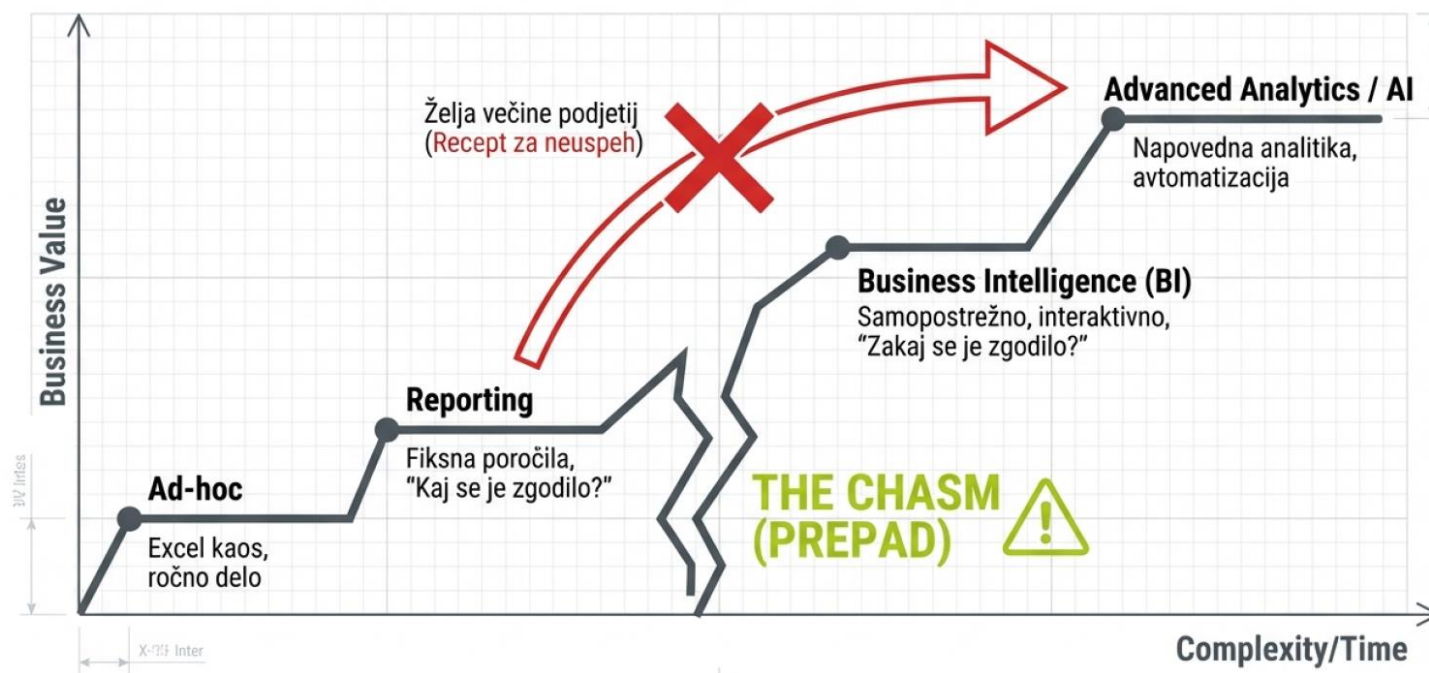 Business Value
Želja večine podjetij
(Recept za neuspeh)
Advanced Analytics / AI
Napovedna analitika,
avtomatizacija
Business Intelligence (BI)
Samopostrežno, interaktivno,
“Zakaj se je zgodilo?”
Reporting
Fiksna poročila,
“Kaj se je zgodilo?”
Ad-hoc
Excel kaos,
ročno delo
THE CHASM
(PREPAD)
!
Inter
Complexity/Time